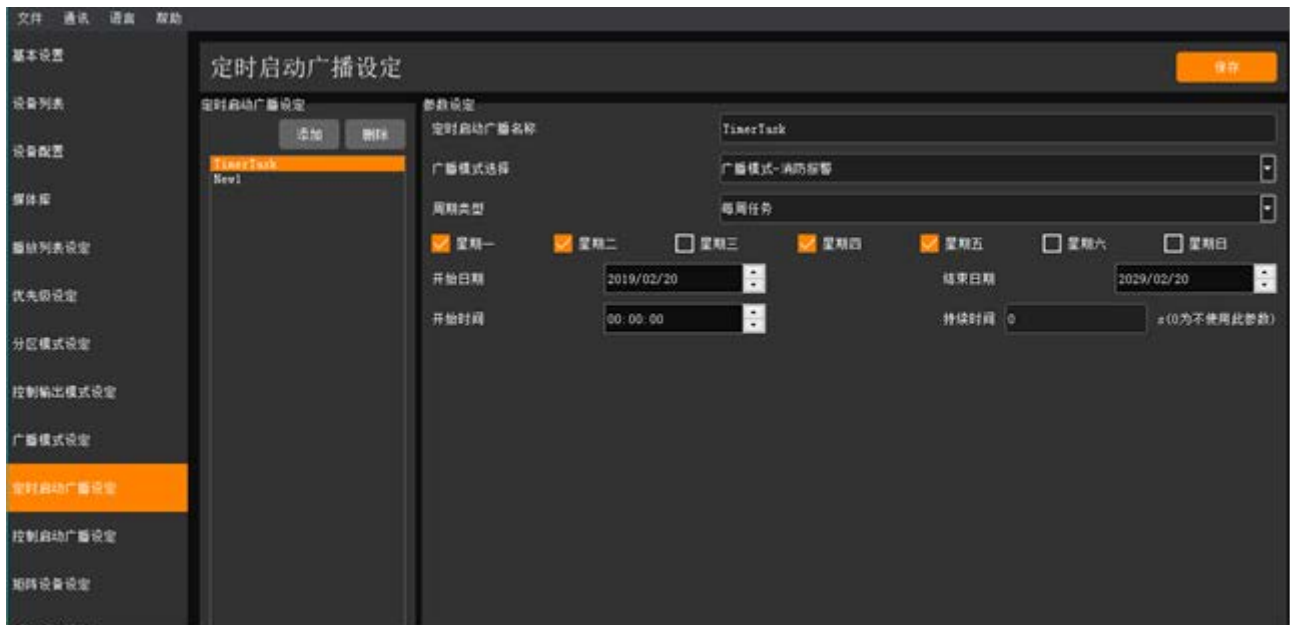 文件 通讯 语言 帮助
基本设置
设备列表
设备配置
媒体库
播放列表设定
优先级设定
分区模式设定
控制输出模式设定
广播模式设定
定时启动广播设定
控制启动广播设定
矩阵设备设定
定时启动广播设定
保存
定时启动广播设定
添加 删除
TimerTask
New1
参数设定
定时启动广播名称 TimerTask
广播模式选择 广播模式-消防报警
周期类型 每周任务
星期一 星期二 星期三 星期四 星期五 星期六 星期日
开始日期 2019/02/20 结束日期 2029/02/20
开始时间 00:00:00 持续时间 0 s(0为不使用此参数)